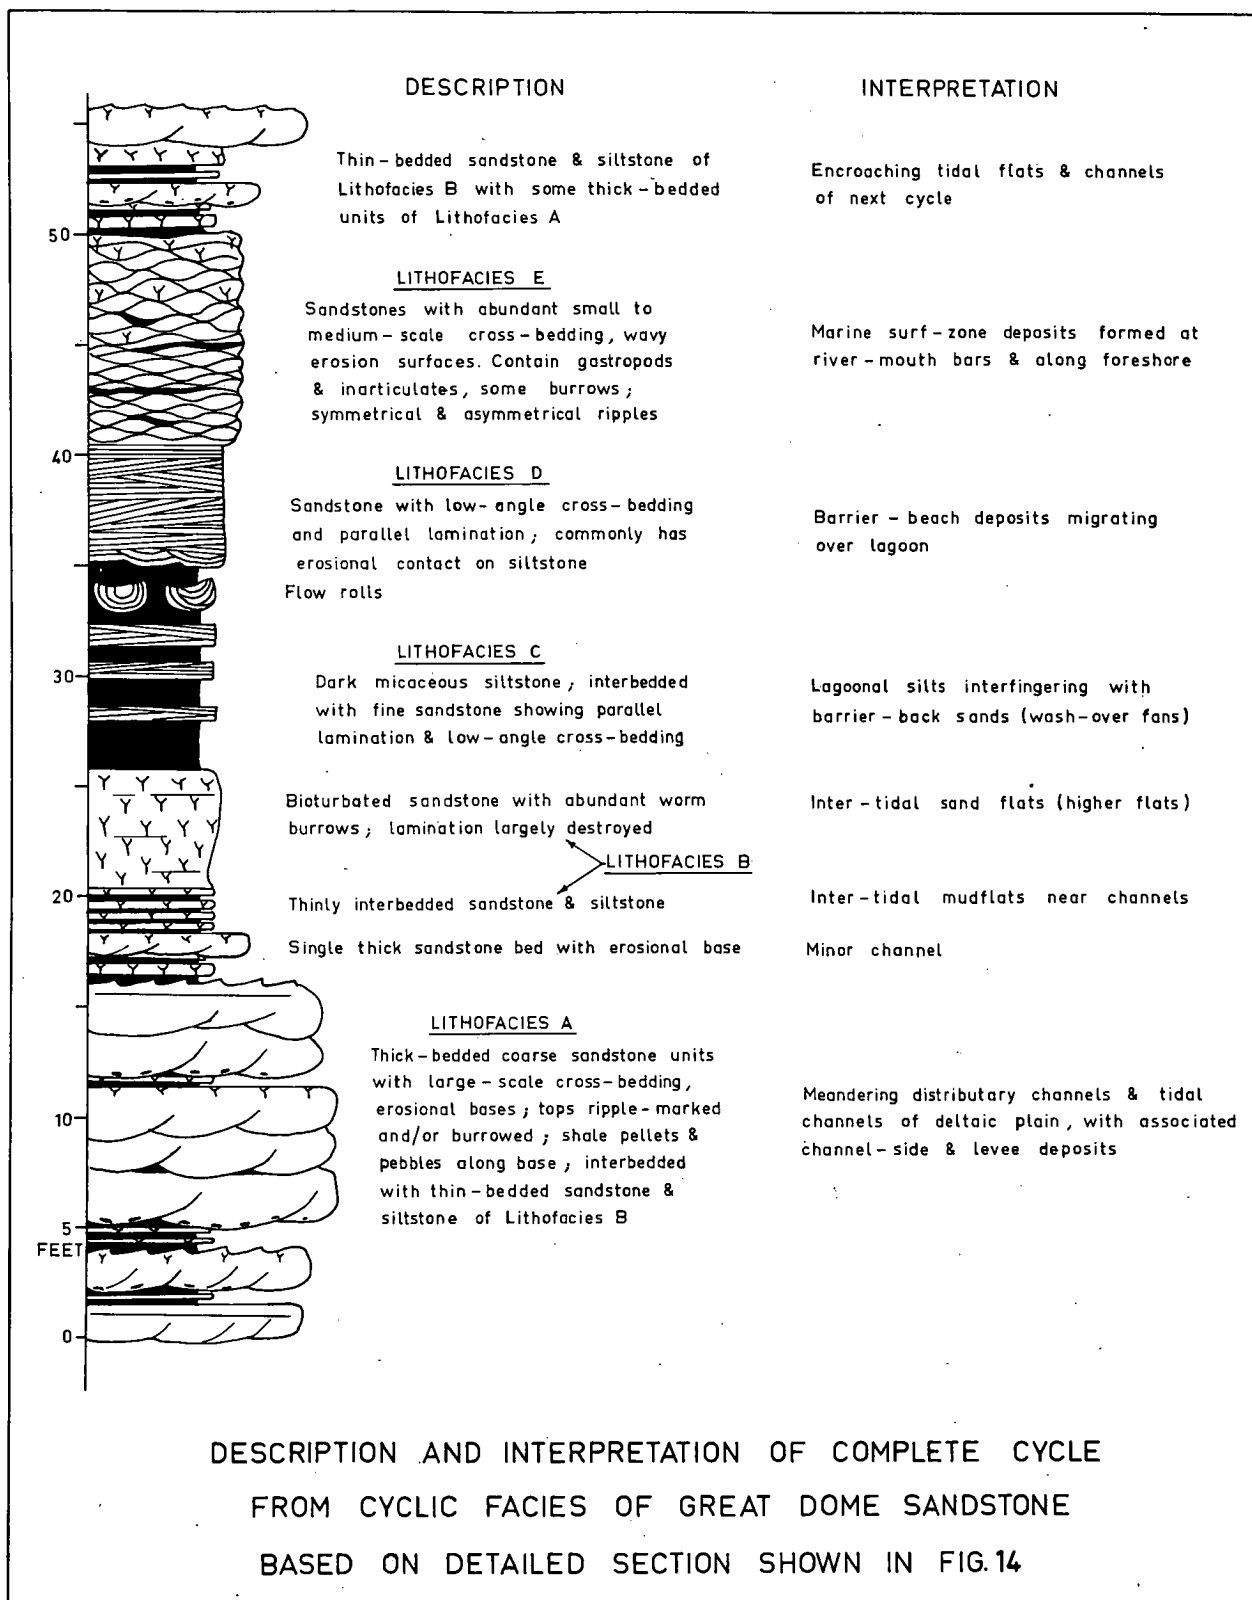 DESCRIPTION
INTERPRETATION
Thin-bedded sandstone & siltstone of
Lithofacies B with some thick-bedded
units of Lithofacies A
Encroaching tidal flats & channels
of next cycle
50
LITHOFACIES E
Sandstones with abundant small to
medium-scale cross-bedding, wavy
erosion surfaces. Contain gastropods
& inarticulates, some burrows;
symmetrical & asymmetrical ripples
Marine surf-zone deposits formed at
river-mouth bars & along foreshore
40
LITHOFACIES D
Sandstone with low-angle cross-bedding
and parallel lamination; commonly has
erosional contact on siltstone
Flow rolls
Barrier-beach deposits migrating
over lagoon
LITHOFACIES C
30
Dark micaceous siltstone; interbedded
with fine sandstone showing parallel
lamination & low-angle cross-bedding
Lagoonal silts interfingering with
barrier-back sands (wash-over fans)
Bioturbated sandstone with abundant worm
burrows; lamination largely destroyed
Inter-tidal sand flats (higher flats)
LITHOFACIES B
20
Thinly interbedded sandstone & siltstone
Inter-tidal mudflats near channels
Single thick sandstone bed with erosional base
Minor channel
LITHOFACIES A
Thick-bedded coarse sandstone units
with large-scale cross-bedding,
erosional bases; tops ripple-marked
and/or burrowed; shale pellets &
pebbles along base; interbedded
with thin-bedded sandstone &
siltstone of Lithofacies B
Meandering distributary channels & tidal
channels of deltaic plain, with associated
channel-side & levee deposits
10
5
FEET
0
DESCRIPTION AND INTERPRETATION OF COMPLETE CYCLE
FROM CYCLIC FACIES OF GREAT DOME SANDSTONE
BASED ON DETAILED SECTION SHOWN IN FIG.14